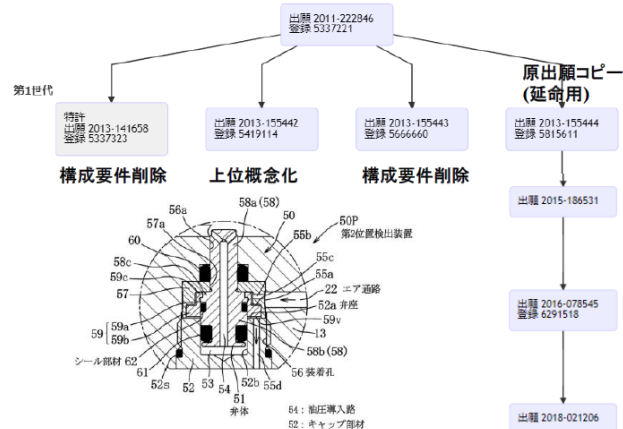 出願 2011-222846
登録 5337221
第1世代
原出願コピー
(延命用)
特許
出願 2013-141658
登録 5337323
出願 2013-155442
登録 5419114
出願 2013-155443
登録 5666660
出願 2013-155444
登録 5815611
構成要件削除
上位概念化
構成要件削除
出願 2015-186531
出願 2016-078545
登録 6291518
出願 2018-021206
56a
58a (58)
50
50P
第2位置検出装置
57a
55b
60
55c
58c
55a
59c
22 エア通路
57
52a 弁座
59
59a
59b
59v
13
シール部材 62
58b (58)
61
56 装着孔
52s
52
53
54
51
52b
55d
弁体
54 : 油圧導入路
52 : キャップ部材